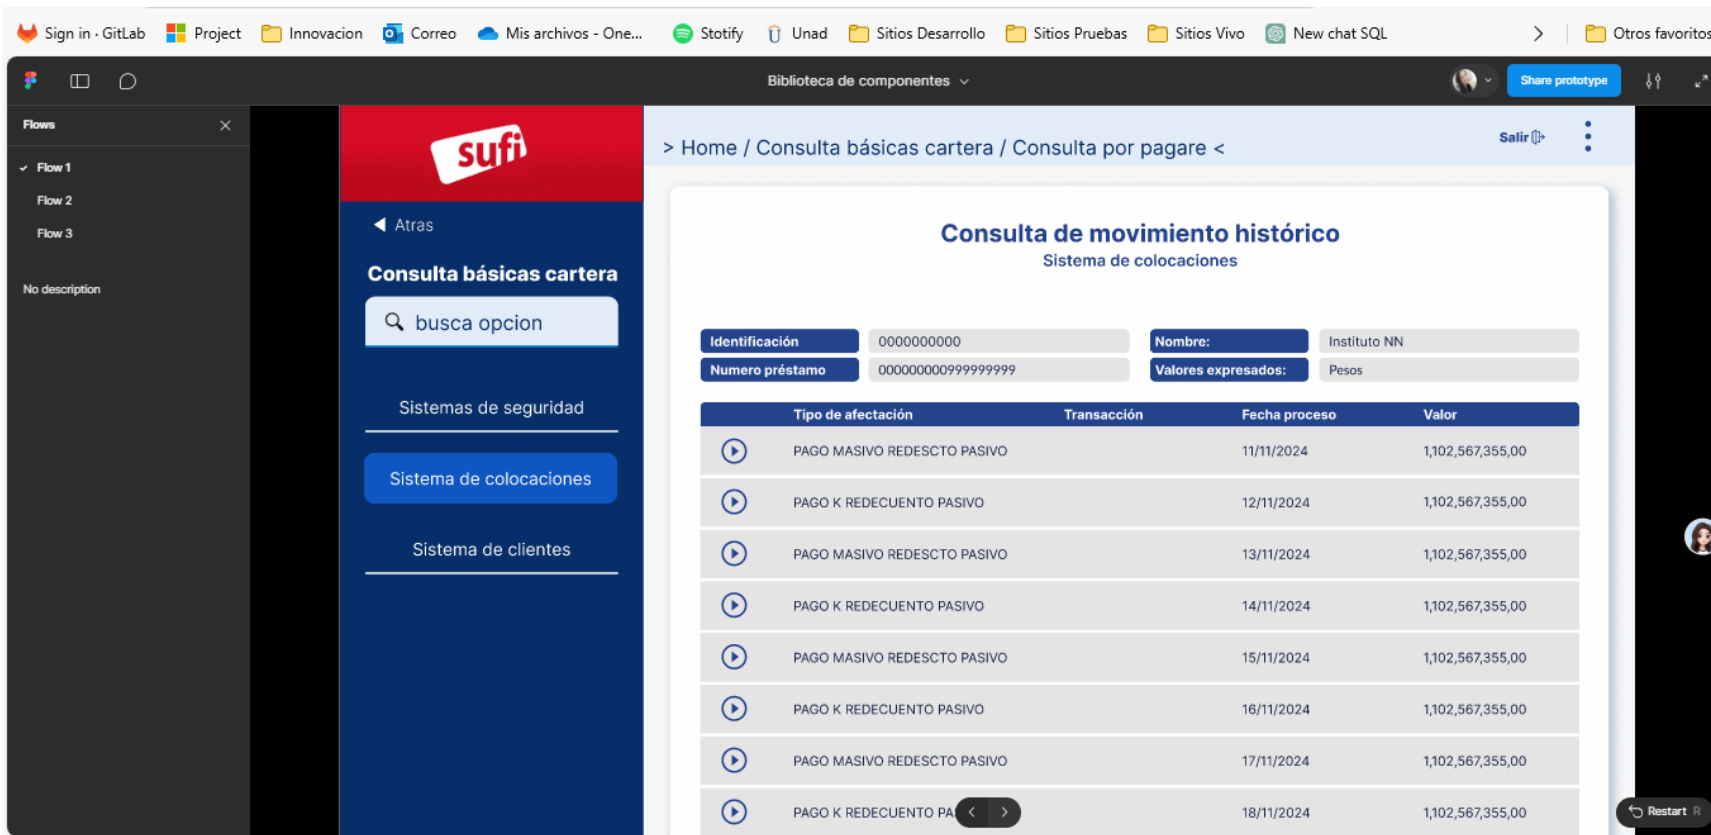 Sign in · GitLab Project Innovacion Correo Mis archivos - One... Stotify Unad Sitios Desarrollo Sitios Pruebas Sitios Vivo New chat SQL Otros favoritos
Biblioteca de componentes
Share prototype
Flows
Flow 1
Flow 2
Flow 3
No description
sufi
Atras
Consulta básicas cartera
busca opcion
Sistemas de seguridad
Sistema de colocaciones
Sistema de clientes
> Home / Consulta básicas cartera / Consulta por pagare <
Salir
Consulta de movimiento histórico
Sistema de colocaciones
Identificación 0000000000 Nombre: Instituto NN
Numero préstamo 000000000999999999 Valores expresados: Pesos
Tipo de afectación Transacción Fecha proceso Valor
PAGO MASIVO REDESCTO PASIVO 11/11/2024 1,102,567,355,00
PAGO K REDECUENTO PASIVO 12/11/2024 1,102,567,355,00
PAGO MASIVO REDESCTO PASIVO 13/11/2024 1,102,567,355,00
PAGO K REDECUENTO PASIVO 14/11/2024 1,102,567,355,00
PAGO MASIVO REDESCTO PASIVO 15/11/2024 1,102,567,355,00
PAGO K REDECUENTO PASIVO 16/11/2024 1,102,567,355,00
PAGO MASIVO REDESCTO PASIVO 17/11/2024 1,102,567,355,00
PAGO K REDECUENTO PA 18/11/2024 1,102,567,355,00
Restart R